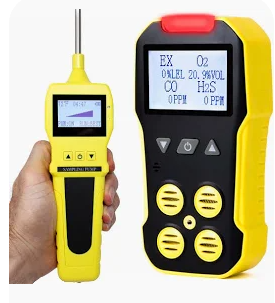 EX O₂
0%LEL 20.9%VOL
CO H₂S
0PPM 0PPM
SAMPLING PUMP